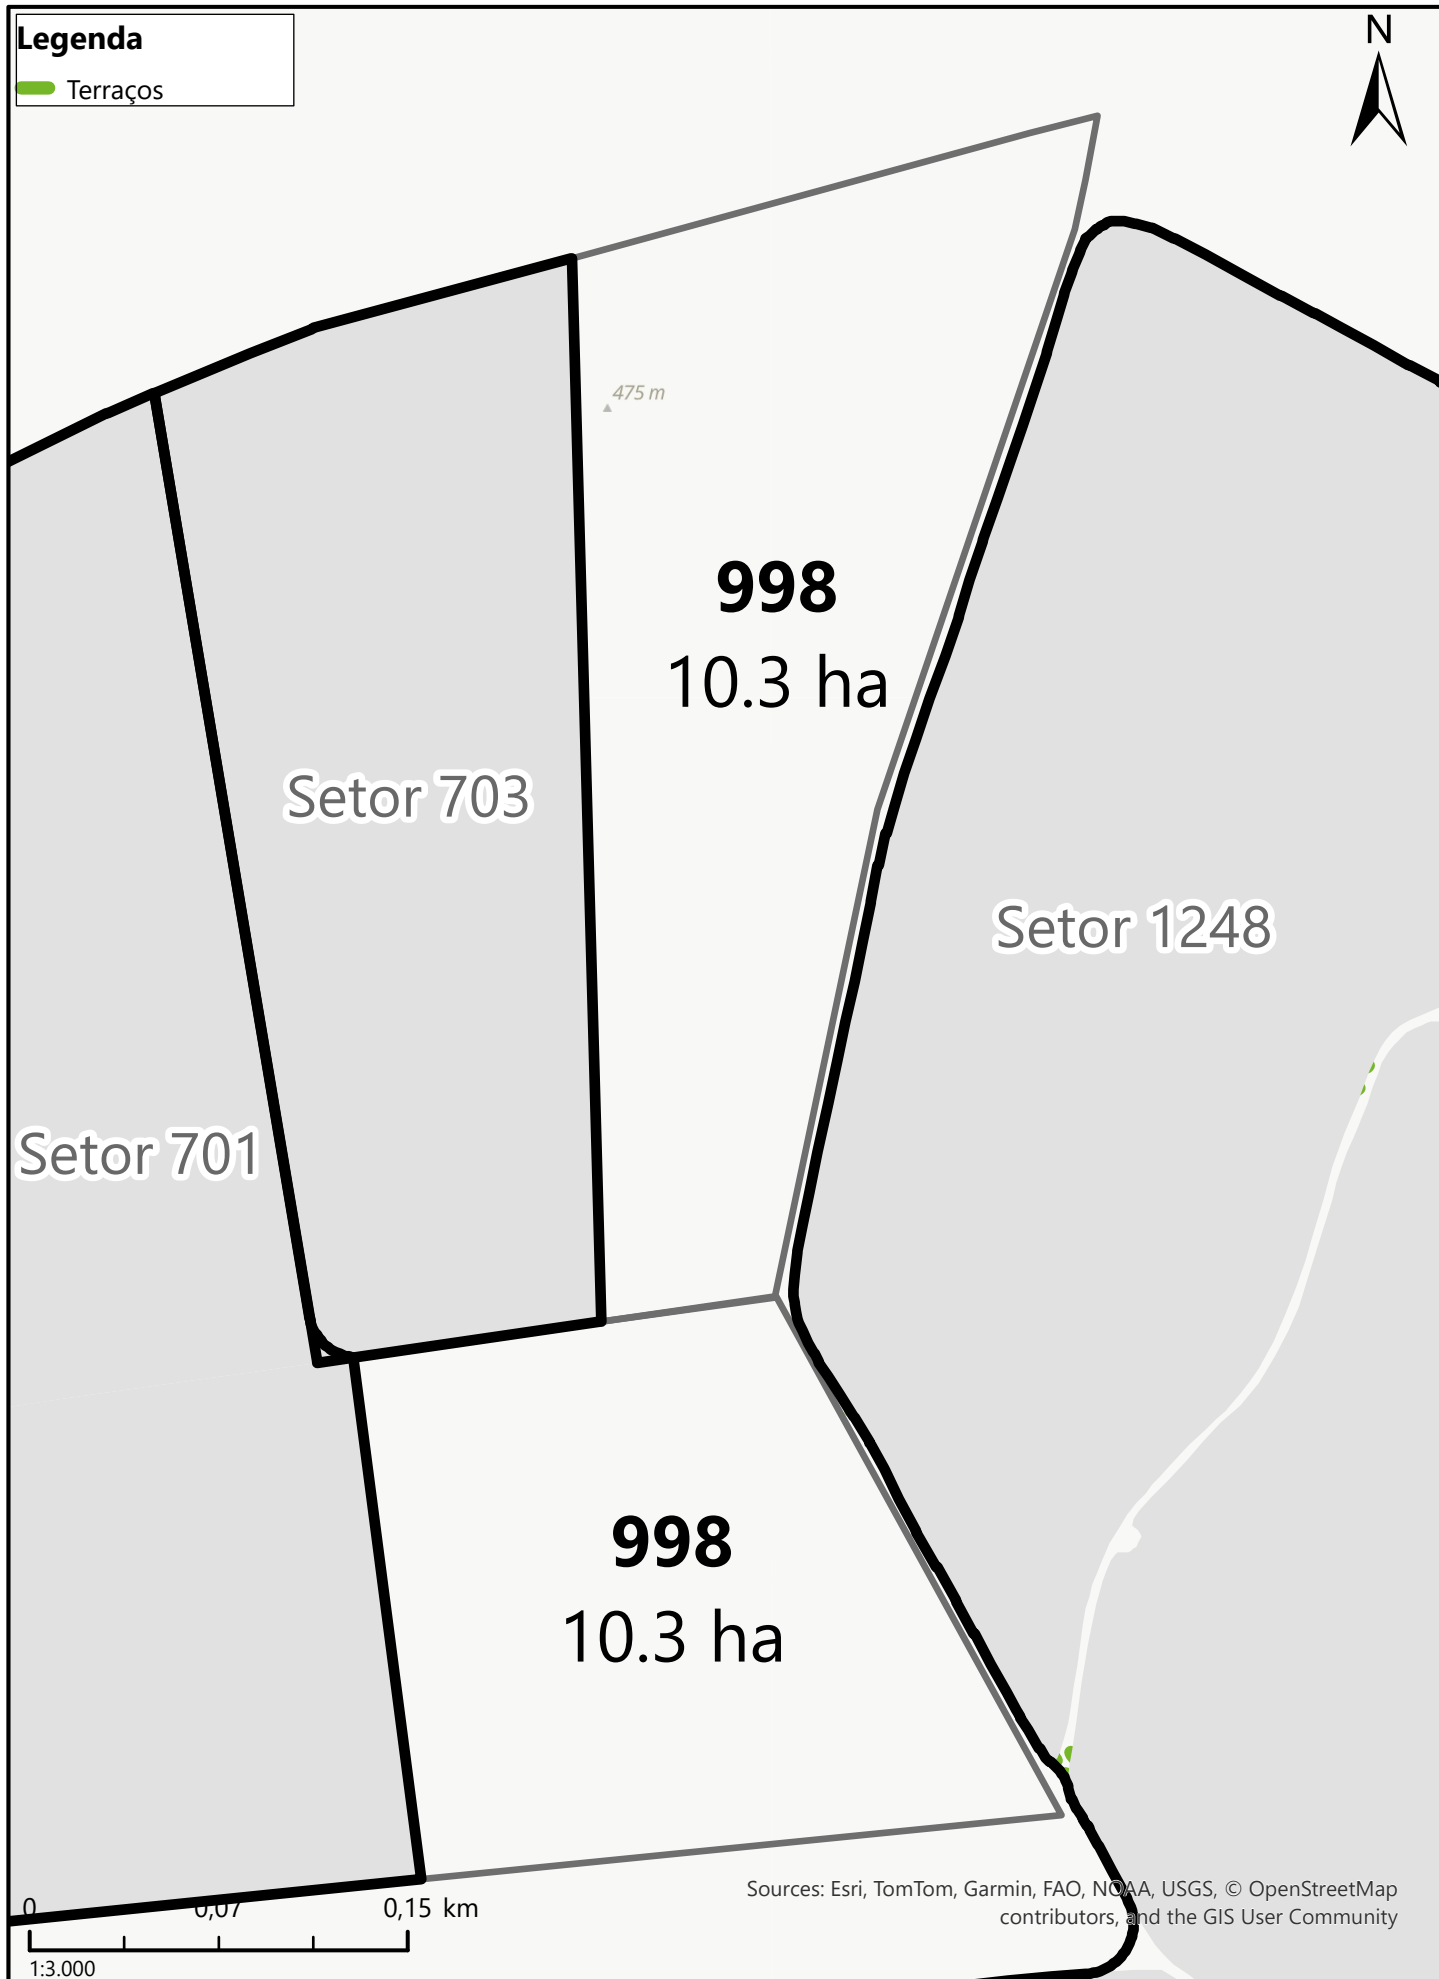 Legenda
Terraços
N
475 m
998
10.3 ha
Setor 703
Setor 1248
Setor 701
998
10.3 ha
0 0,07 0,15 km
1:3.000
Sources: Esri, TomTom, Garmin, FAO, NOAA, USGS, © OpenStreetMap
contributors, and the GIS User Community